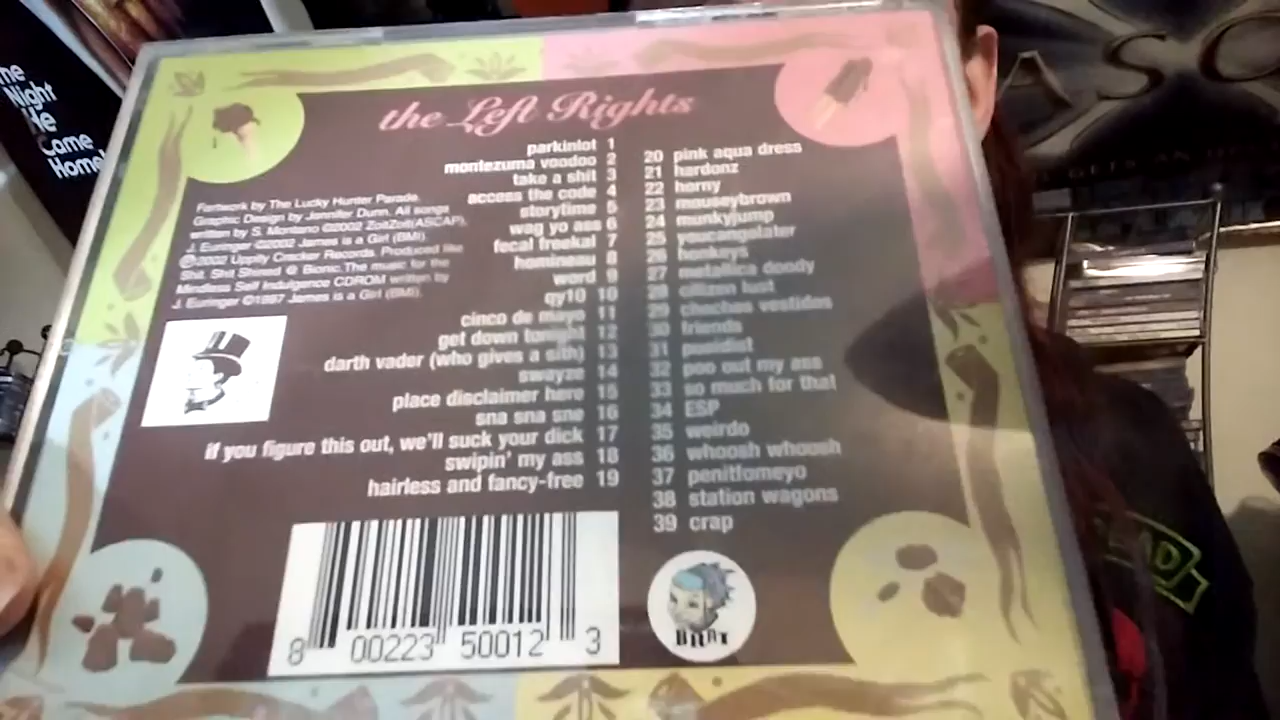 The
Night
He
Came
Home!
ASC
the Left Rights
Fartwork by The Lucky Hunter Parade.
Graphic Design by Jennifer Dunn. All songs
written by S. Montano ©2002 ZoitZoit(ASCAP),
J. Euringer ©2002 James is a Girl (BMI).
℗©2002 Uppity Cracker Records. Produced like
Shit. Shit Shined @ Bionic. The music for the
Mindless Self Indulgence CDROM written by
J. Euringer ©1997 James is a Girl (BMI).
parkinlot 1
montezuma voodoo 2
take a shit 3
access the code 4
storytime 5
wag yo ass 6
fecal freekal 7
homineau 8
word 9
qy10 10
cinco de mayo 11
get down tonight 12
darth vader (who gives a sith) 13
swayze 14
place disclaimer here 15
sna sna sne 16
if you figure this out, we'll suck your dick 17
swipin' my ass 18
hairless and fancy-free 19
20 pink aqua dress
21 hardonz
22 horny
23 mouseybrown
24 munkyjump
25 youcangolater
26 honkeys
27 metallica doody
28 citizen lust
29 chochas vestidos
30 friends
31
32 poo out my ass
33 so much for that
34 ESP
35 weirdo
36 whoosh whoosh
37 penitlomeyo
38 station wagons
39 crap
8 00223 50012 3
BRAT